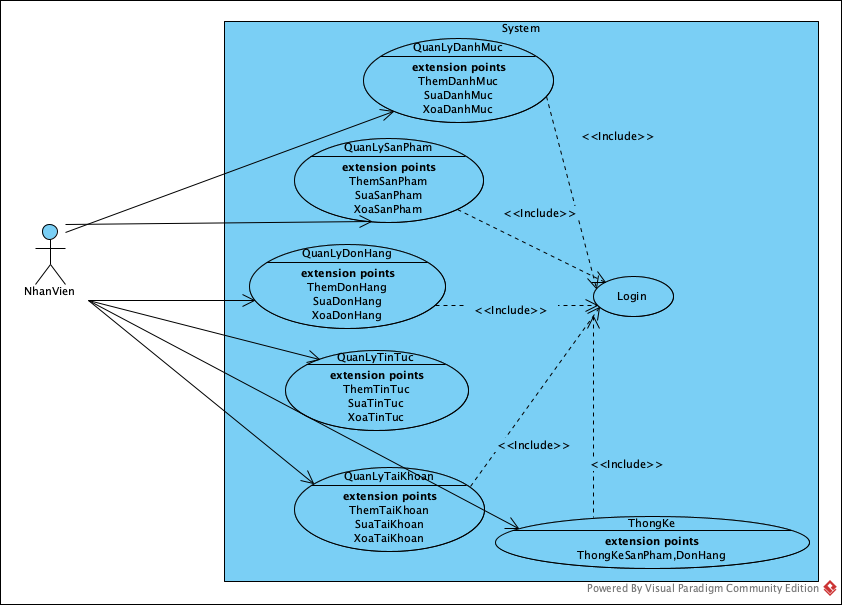 System
QuanLyDanhMuc
extension points
ThemDanhMuc
SuaDanhMuc
XoaDanhMuc
<<Include>>
QuanLySanPham
extension points
ThemSanPham
SuaSanPham
XoaSanPham
<<Include>>
NhanVien
QuanLyDonHang
extension points
ThemDonHang
SuaDonHang
XoaDonHang
<<Include>>
Login
QuanLyTinTuc
extension points
ThemTinTuc
SuaTinTuc
XoaTinTuc
<<Include>>
<<Include>>
QuanLyTaiKhoan
extension points
ThemTaiKhoan
SuaTaiKhoan
XoaTaiKhoan
ThongKe
extension points
ThongKeSanPham,DonHang
Powered By Visual Paradigm Community Edition